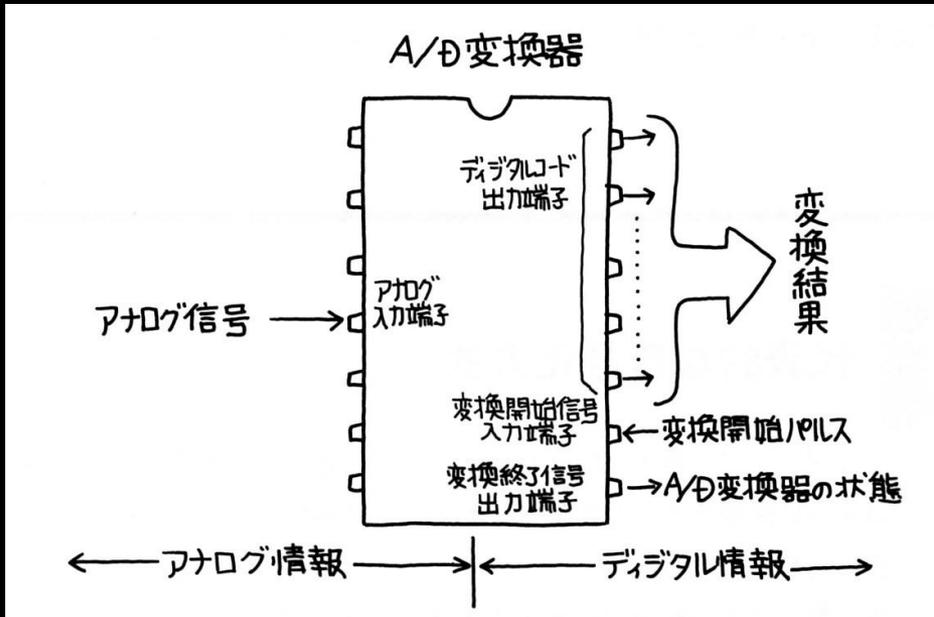 A/D変換器
ディジタルコード
出力端子
変換結果
アナログ信号
アナログ
入力端子
変換開始信号
入力端子
変換開始パルス
変換終了信号
出力端子
A/D変換器の状態
アナログ情報
ディジタル情報